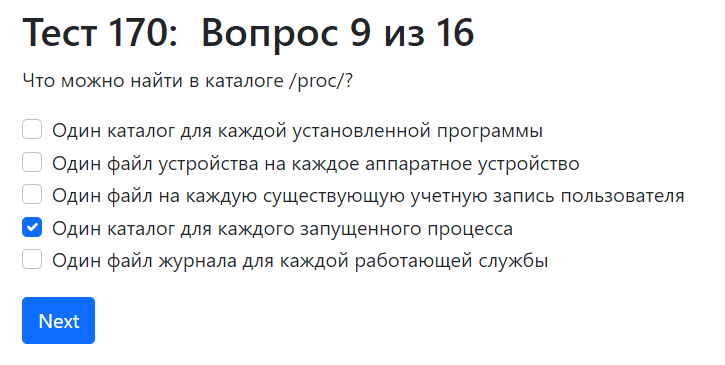 Тест 170: Вопрос 9 из 16
Что можно найти в каталоге /proc/?
Один каталог для каждой установленной программы
Один файл устройства на каждое аппаратное устройство
Один файл на каждую существующую учетную запись пользователя
Один каталог для каждого запущенного процесса
Один файл журнала для каждой работающей службы
Next